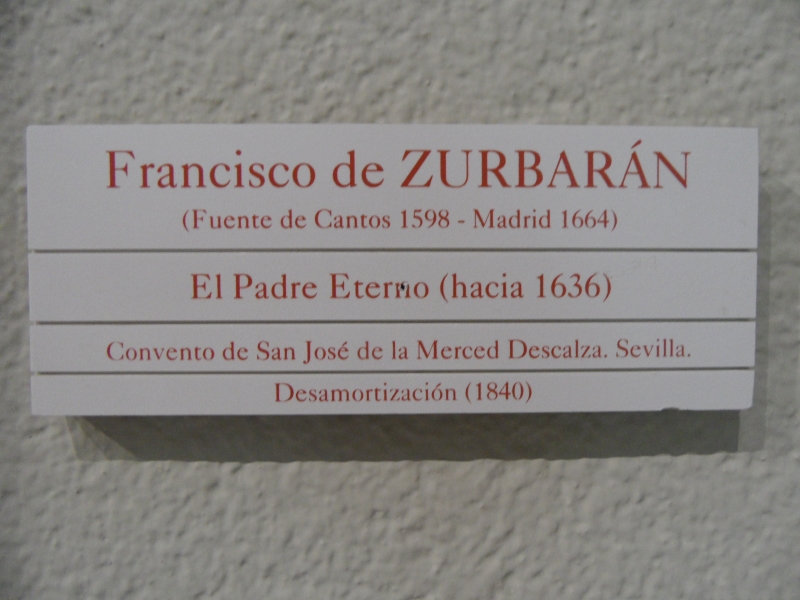 Francisco de ZURBARÁN
(Fuente de Cantos 1598 - Madrid 1664)
El Padre Eterno (hacia 1636)
Convento de San José de la Merced Descalza. Sevilla.
Desamortización (1840)